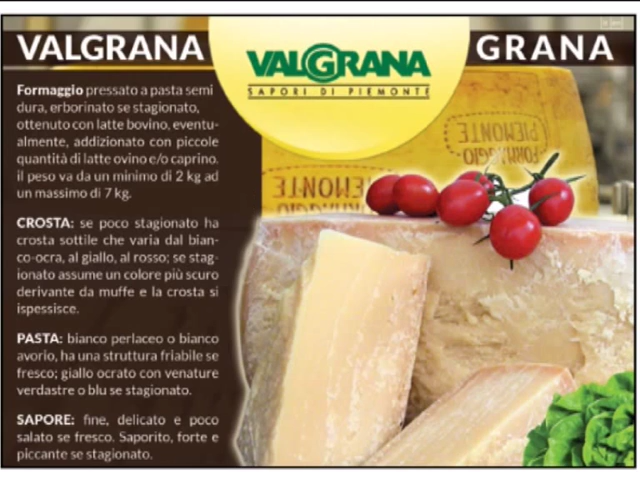 VALGRANA
GRANA
VALGRANA
SAPORI DI PIEMONTE
Formaggio pressato a pasta semi
dura, erborinato se stagionato,
ottenuto con latte bovino, eventu-
almente, addizionato con piccole
quantità di latte ovino e/o caprino.
il peso va da un minimo di 2 kg ad
un massimo di 7 kg.
CROSTA: se poco stagionato ha
crosta sottile che varia dal bian-
co-ocra, al giallo, al rosso; se stag-
ionato assume un colore più scuro
derivante da muffe e la crosta si
ispessisce.
PASTA: bianco perlaceo o bianco
avorio, ha una struttura friabile se
fresco; giallo ocrato con venature
verdastre o blu se stagionato.
SAPORE: fine, delicato e poco
salato se fresco. Saporito, forte e
piccante se stagionato.
PIEMONTE
FORMAGGIO
PIEMONTE